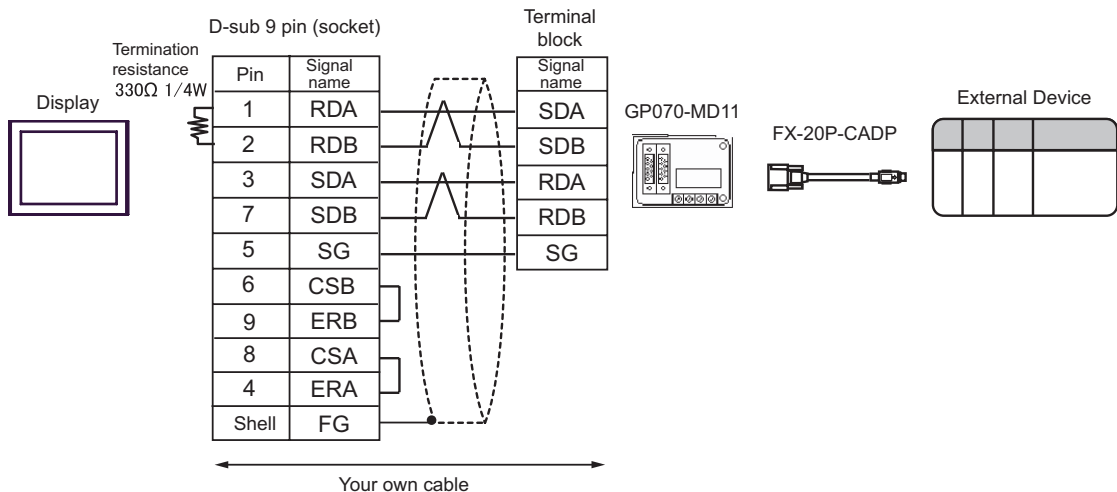 D-sub 9 pin (socket)
Terminal
block
Termination
resistance
330Ω 1/4W
Display
Pin Signal name
1 RDA
2 RDB
3 SDA
7 SDB
5 SG
6 CSB
9 ERB
8 CSA
4 ERA
Shell FG
Signal name
SDA
SDB
RDA
RDB
SG
GP070-MD11
FX-20P-CADP
External Device
Your own cable